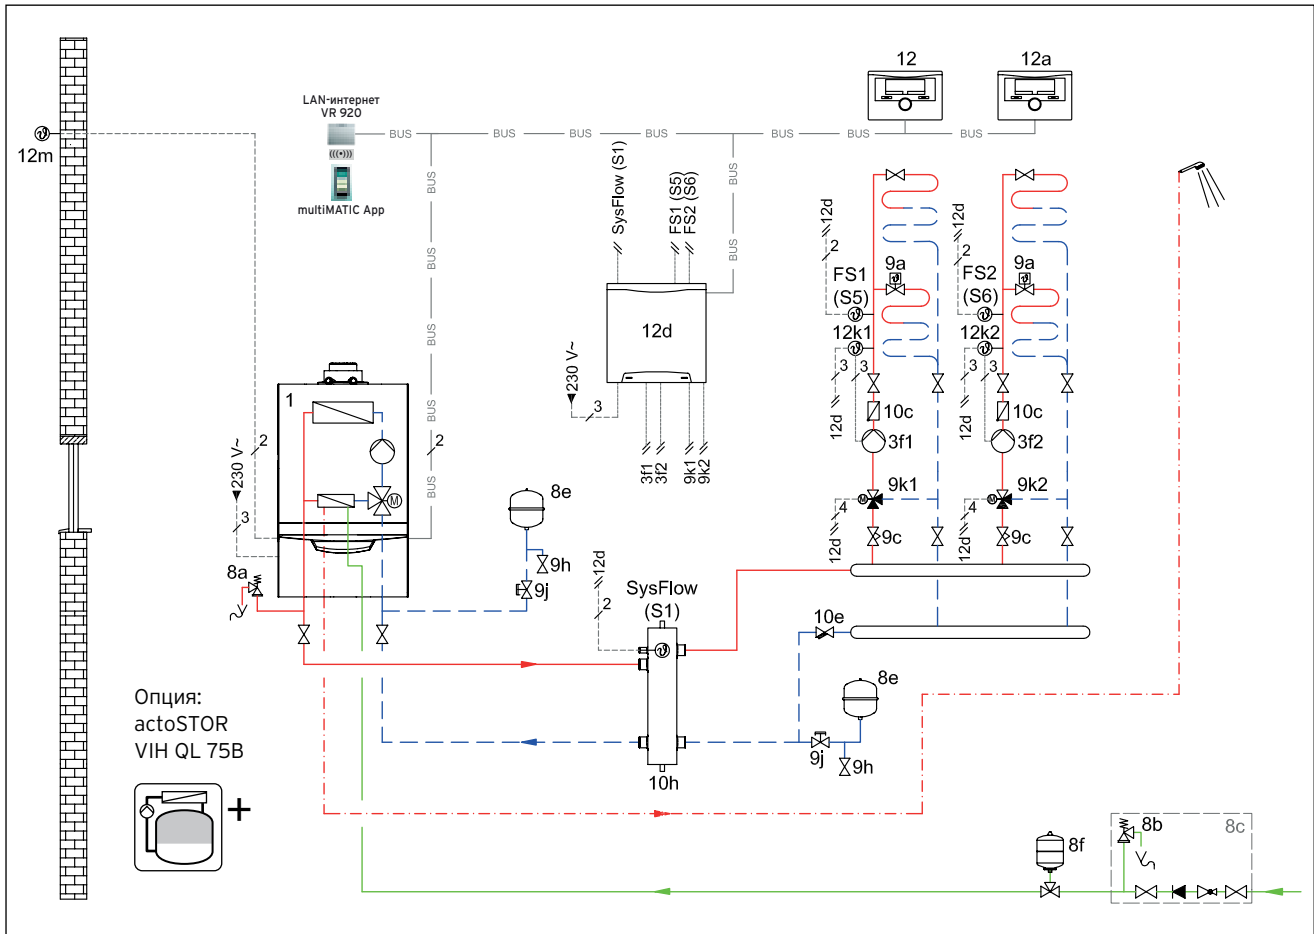 12
12a
LAN-интернет
VR 920
BUS
BUS
BUS
BUS
BUS
BUS
BUS
12m
(((•)))
multiMATIC App
BUS
BUS
BUS
BUS
BUS
BUS
SysFlow (S1)
FS1 (S5)
FS2 (S6)
12d
2
12d
2
9a
9a
FS1
(S5)
FS2
(S6)
12k1
12k2
12d
230 V~
3
3
3
3
3
12d
12d
10c
10c
3f1
3f2
3f1
3f2
9k1
9k2
1
2
2
230 V~
3
M
8e
9h
9j
8a
M
9k1
M
9k2
4
4
12d
12d
9c
9c
12d
2
SysFlow
(S1)
10e
8e
9j
9h
10h
Опция:
actoSTOR
VIH QL 75B
+
8f
8b
8c